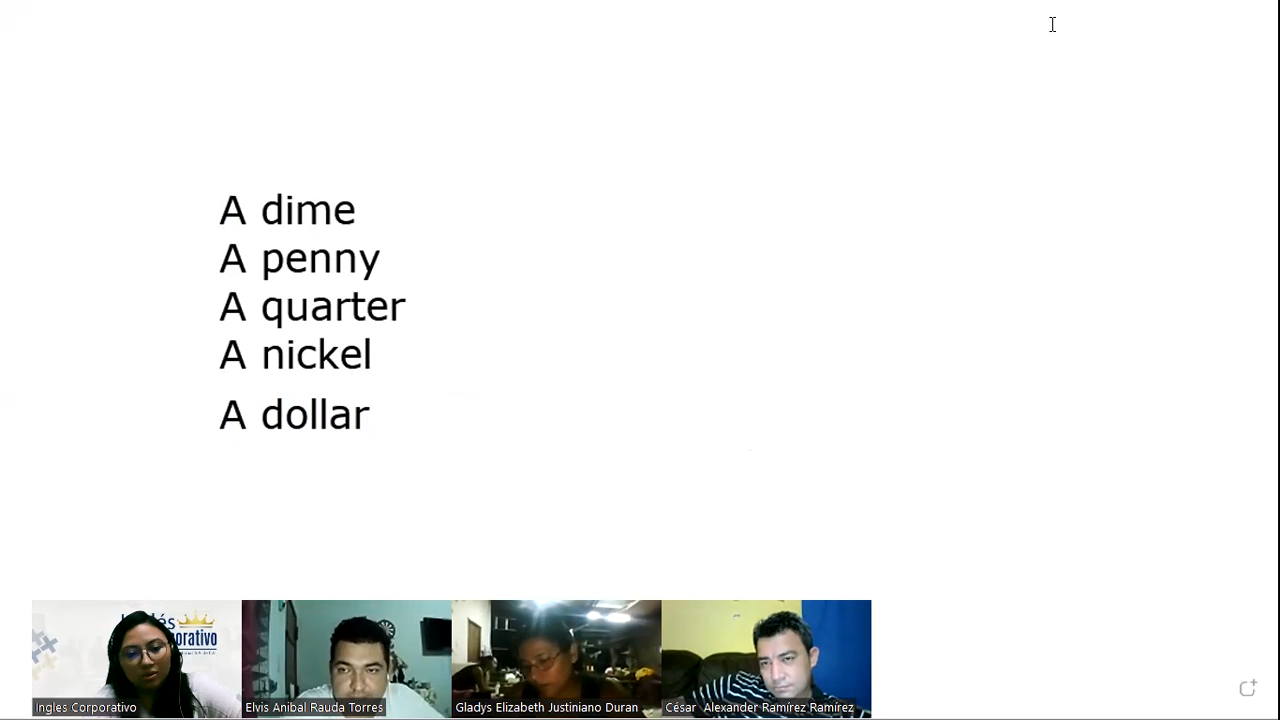 A dime
A penny
A quarter
A nickel
A dollar
Ingles Corporativo
Elvis Anibal Rauda Torres
Gladys Elizabeth Justiniano Duran
César Alexander Ramírez Ramírez